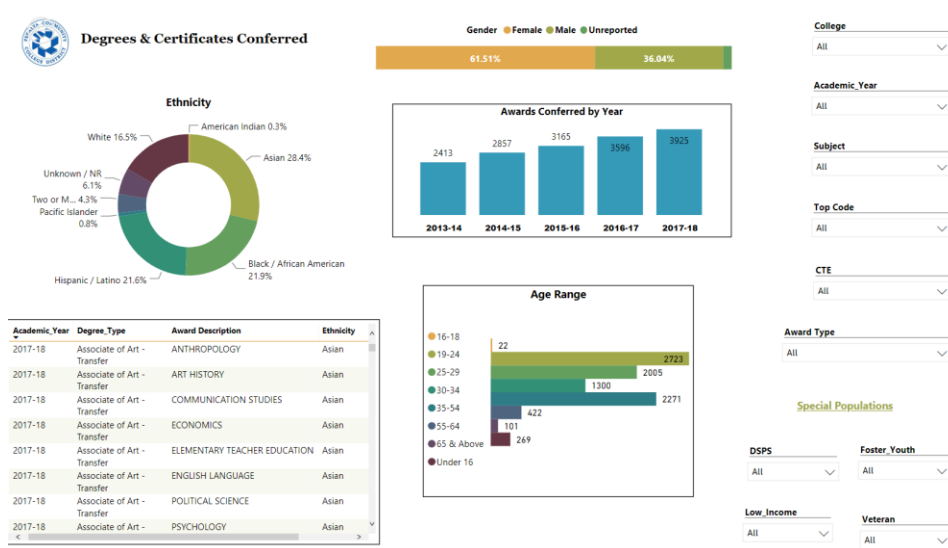 PERALTA COMMUNITY COLLEGE DISTRICT
Degrees & Certificates Conferred
Gender Female Male Unreported
61.51% 36.04%
Ethnicity
American Indian 0.3%
White 16.5%
Asian 28.4%
Unknown / NR
6.1%
Two or M... 4.3%
Pacific Islander
0.8%
Black / African American
21.9%
Hispanic / Latino 21.6%
Awards Conferred by Year
2413 2857 3165 3596 3925
2013-14 2014-15 2015-16 2016-17 2017-18
Age Range
16-18
19-24
25-29
30-34
35-54
55-64
65 & Above
Under 16
22
2723
2005
1300
2271
422
101
269
Academic_Year Degree_Type Award Description Ethnicity
2017-18 Associate of Art - ANTHROPOLOGY Asian
Transfer
2017-18 Associate of Art - ART HISTORY Asian
Transfer
2017-18 Associate of Art - COMMUNICATION STUDIES Asian
Transfer
2017-18 Associate of Art - ECONOMICS Asian
Transfer
2017-18 Associate of Art - ELEMENTARY TEACHER EDUCATION Asian
Transfer
2017-18 Associate of Art - ENGLISH LANGUAGE Asian
Transfer
2017-18 Associate of Art - POLITICAL SCIENCE Asian
Transfer
2017-18 Associate of Art - PSYCHOLOGY Asian
College
All
Academic_Year
All
Subject
All
Top Code
All
CTE
All
Award Type
All
Special Populations
DSPS
All
Foster_Youth
All
Low_Income
All
Veteran
All